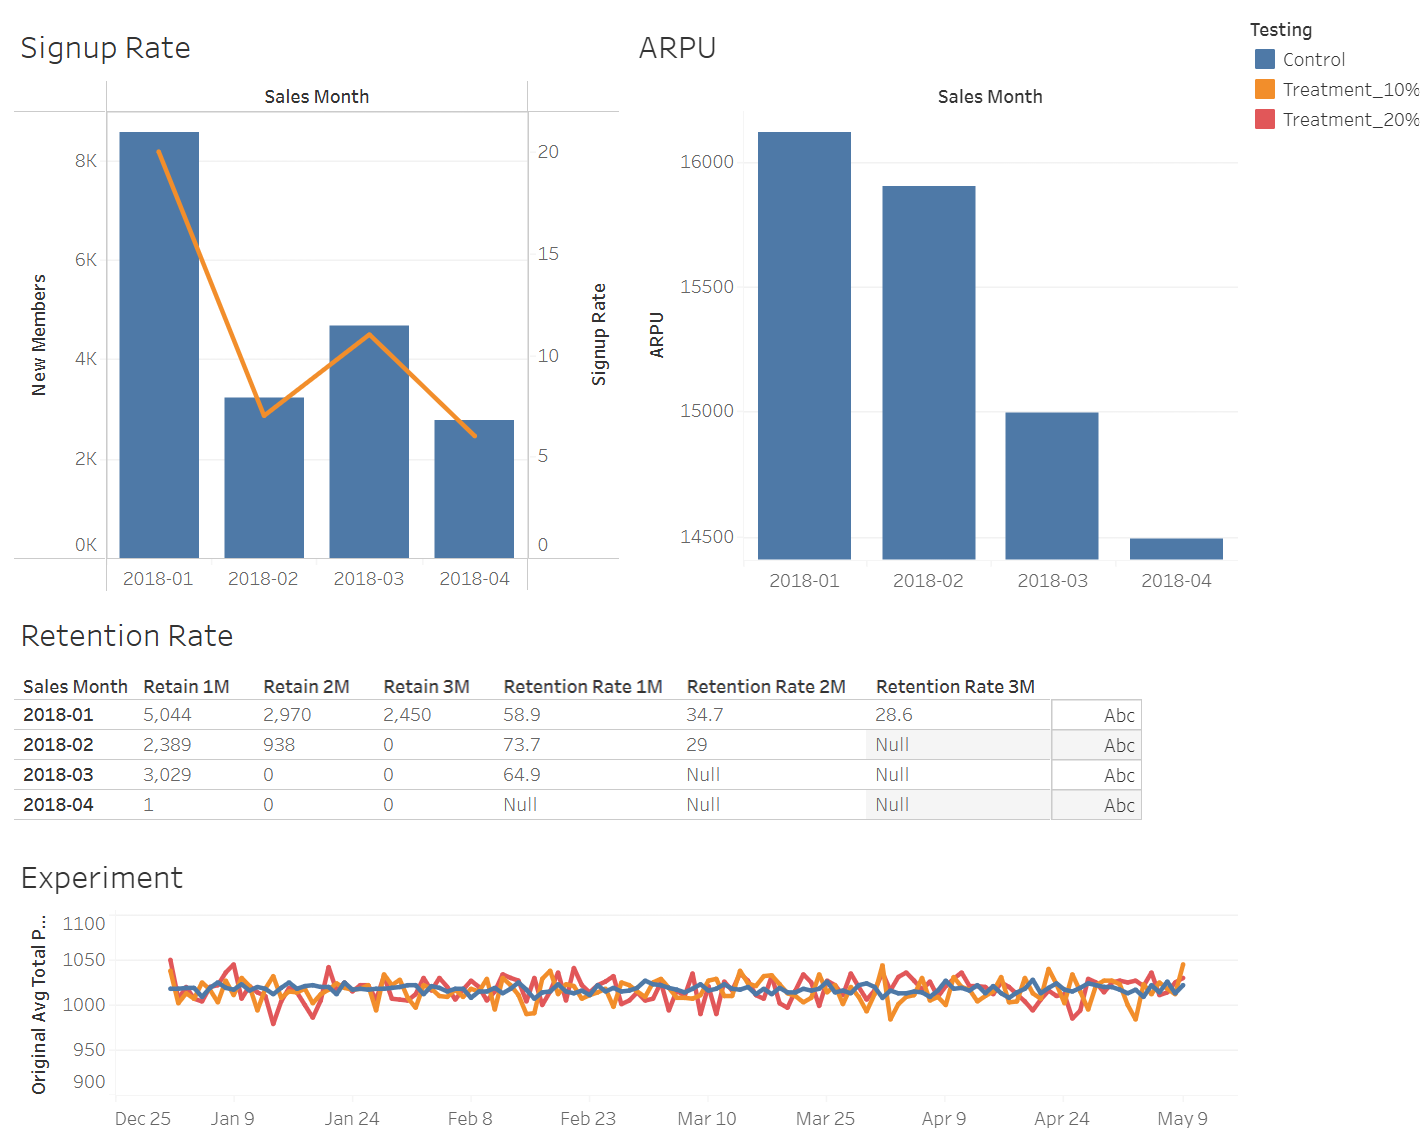 Signup Rate
Sales Month
New Members
8K
6K
4K
2K
0K
20
15
10
5
0
Signup Rate
2018-01 2018-02 2018-03 2018-04
ARPU
Sales Month
ARPU
16000
15500
15000
14500
2018-01 2018-02 2018-03 2018-04
Testing
Control
Treatment_10%
Treatment_20%
Retention Rate
Sales Month Retain 1M Retain 2M Retain 3M Retention Rate 1M Retention Rate 2M Retention Rate 3M
2018-01 5,044 2,970 2,450 58.9 34.7 28.6 Abc
2018-02 2,389 938 0 73.7 29 Null Abc
2018-03 3,029 0 0 64.9 Null Null Abc
2018-04 1 0 0 Null Null Null Abc
Experiment
Original Avg Total P...
1100
1050
1000
950
900
Dec 25 Jan 9 Jan 24 Feb 8 Feb 23 Mar 10 Mar 25 Apr 9 Apr 24 May 9